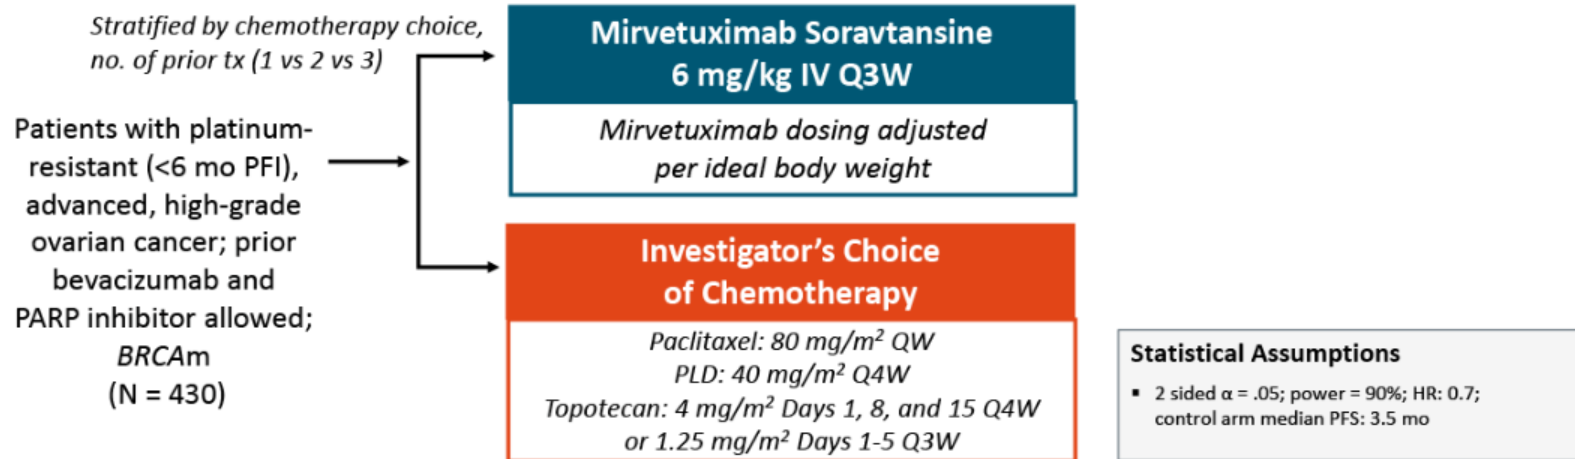 Stratified by chemotherapy choice,
no. of prior tx (1 vs 2 vs 3)
Patients with platinum-
resistant (<6 mo PFI),
advanced, high-grade
ovarian cancer; prior
bevacizumab and
PARP inhibitor allowed;
BRCAm
(N = 430)
Mirvetuximab Soravtansine
6 mg/kg IV Q3W
Mirvetuximab dosing adjusted
per ideal body weight
Investigator’s Choice
of Chemotherapy
Paclitaxel: 80 mg/m² QW
PLD: 40 mg/m² Q4W
Topotecan: 4 mg/m² Days 1, 8, and 15 Q4W
or 1.25 mg/m² Days 1-5 Q3W
Statistical Assumptions
▪ 2 sided α = .05; power = 90%; HR: 0.7;
control arm median PFS: 3.5 mo